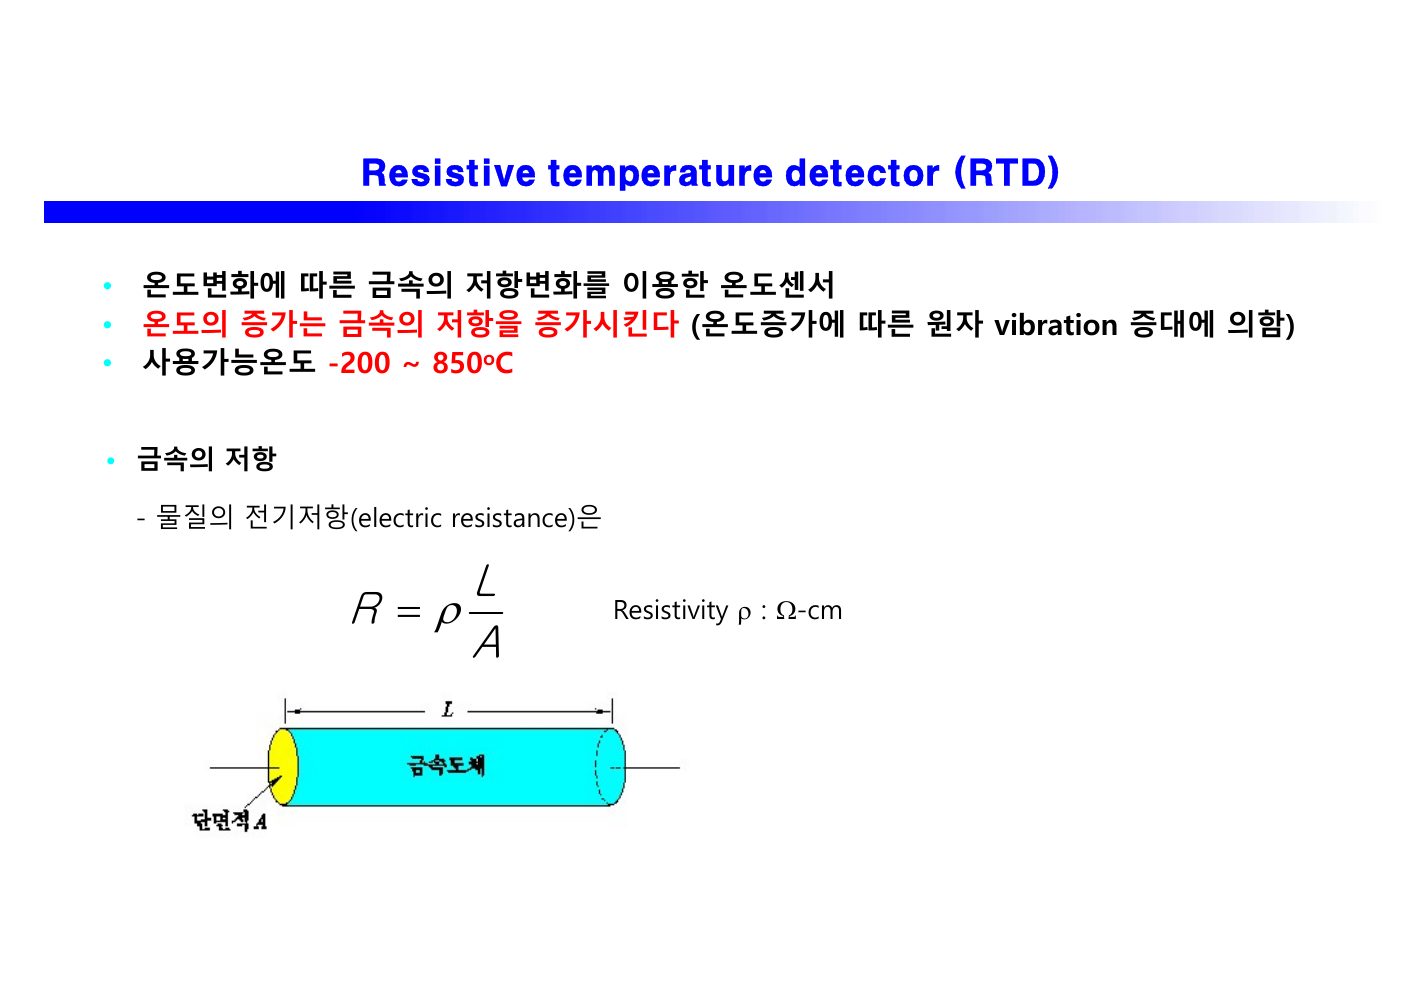 Resistive temperature detector (RTD)
• 온도변화에 따른 금속의 저항변화를 이용한 온도센서
• 온도의 증가는 금속의 저항을 증가시킨다 (온도증가에 따른 원자 vibration 증대에 의함)
• 사용가능온도 -200 ~ 850ºC
• 금속의 저항
- 물질의 전기저항(electric resistance)은
R = ρ L/A
Resistivity ρ : Ω-cm
L
금속도체
단면적 A